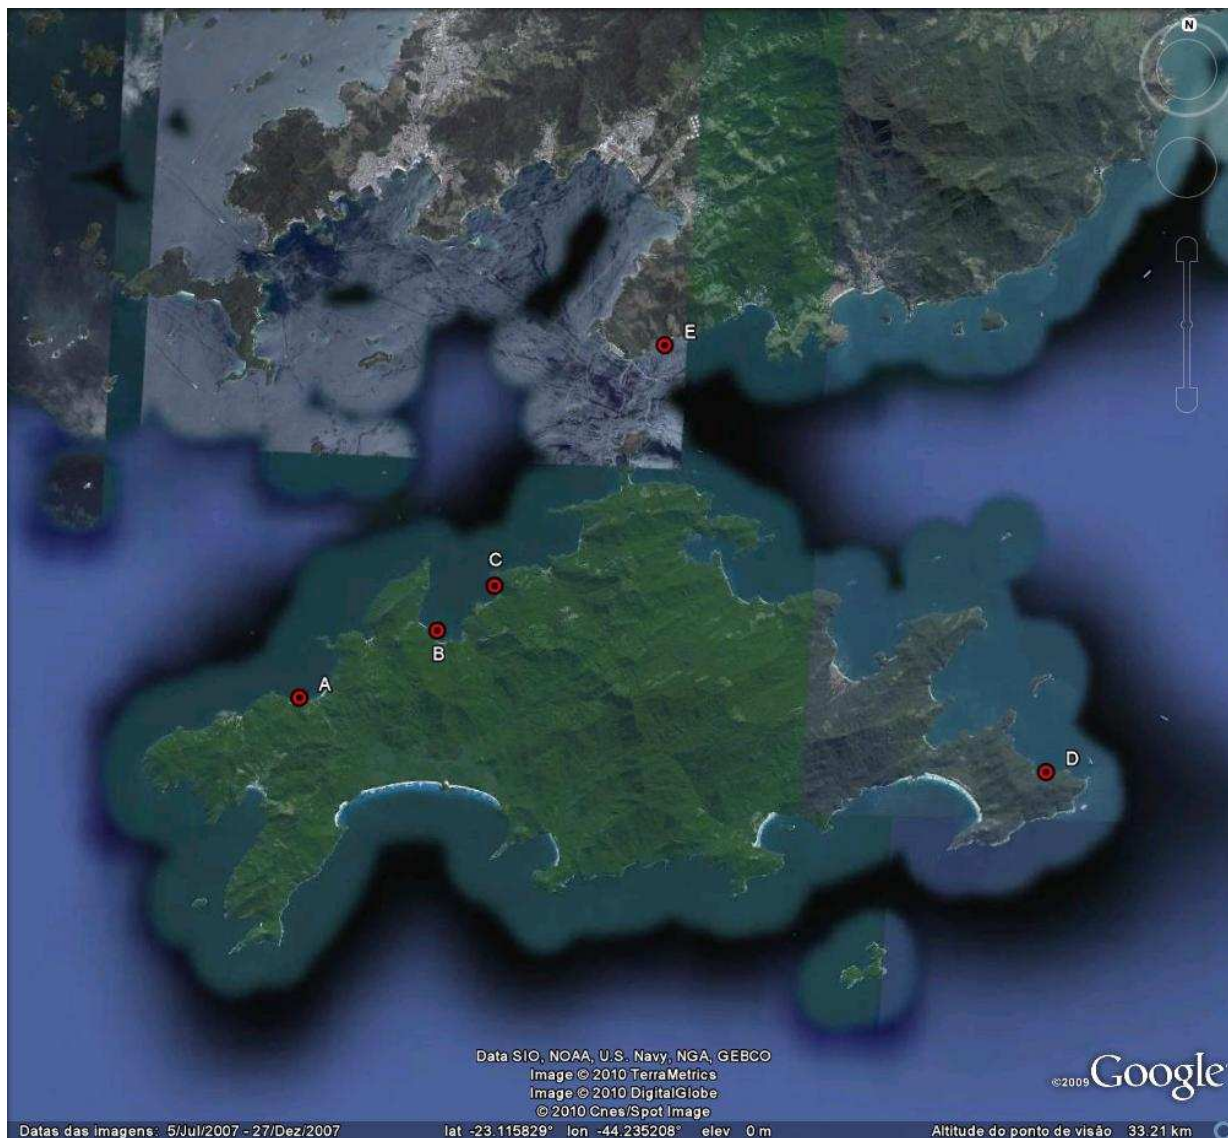 N
E
C
B
A
D
Data SIO, NOAA, U.S. Navy, NGA, GEBCO
Image © 2010 TerraMetrics
Image © 2010 DigitalGlobe
© 2010 Cnes/Spot Image
©2009 Google
Datas das imagens: 5/Jul/2007 - 27/Dez/2007 lat -23.115829° lon -44.235208° elev 0 m Altitude do ponto de visão 33.21 km